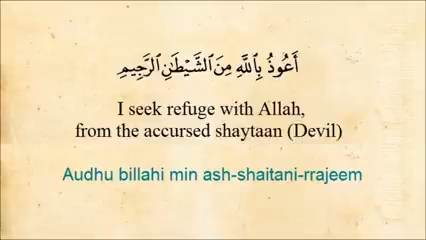 أَعُوذُ بِٱللَّهِ مِنَ ٱلشَّيْطَٰنِ ٱلرَّجِيمِ
I seek refuge with Allah,
from the accursed shaytaan (Devil)
Audhu billahi min ash-shaitani-rrajeem